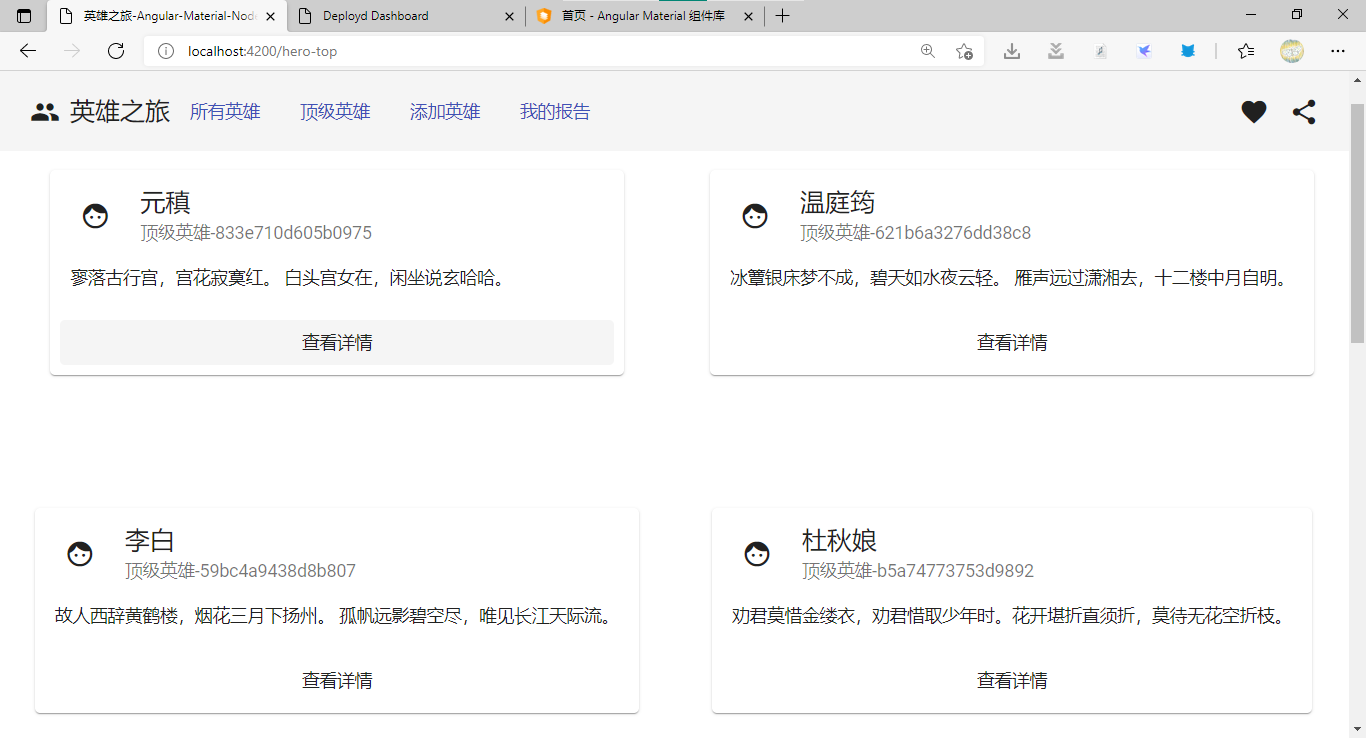 英雄之旅-Angular-Material-Node
Deployd Dashboard
首页 - Angular Material 组件库
localhost:4200/hero-top
英雄之旅 所有英雄 顶级英雄 添加英雄 我的报告
元稹
顶级英雄-833e710d605b0975
寥落古行宫，宫花寂寞红。 白头宫女在，闲坐说玄哈哈。
查看详情
温庭筠
顶级英雄-621b6a3276dd38c8
冰簟银床梦不成，碧天如水夜云轻。 雁声远过潇湘去，十二楼中月自明。
查看详情
李白
顶级英雄-59bc4a9438d8b807
故人西辞黄鹤楼，烟花三月下扬州。 孤帆远影碧空尽，唯见长江天际流。
查看详情
杜秋娘
顶级英雄-b5a74773753d9892
劝君莫惜金缕衣，劝君惜取少年时。花开堪折直须折，莫待无花空折枝。
查看详情